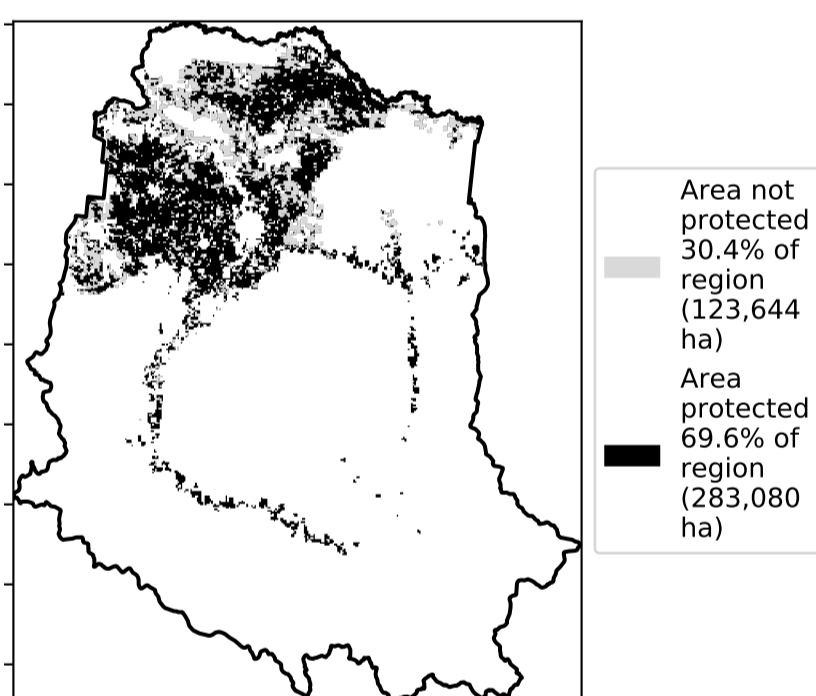 Area not
protected
30.4% of
region
(123,644
ha)
Area
protected
69.6% of
region
(283,080
ha)